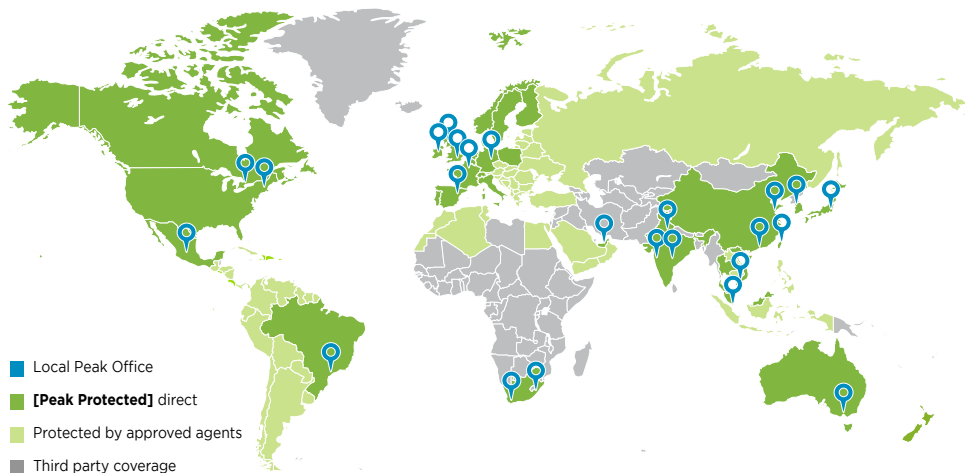 Local Peak Office
[Peak Protected] direct
Protected by approved agents
Third party coverage